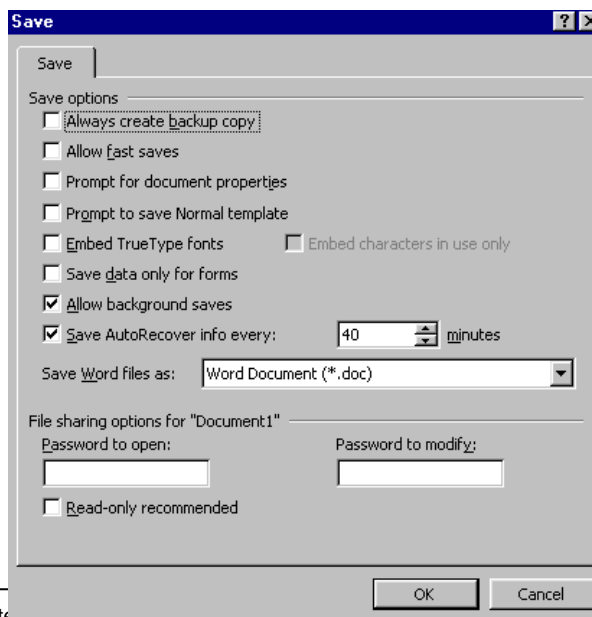 Save
Save
Save options
Always create backup copy
Allow fast saves
Prompt for document properties
Prompt to save Normal template
Embed TrueType fonts Embed characters in use only
Save data only for forms
Allow background saves
Save AutoRecover info every: 40 minutes
Save Word files as: Word Document (*.doc)
File sharing options for "Document1"
Password to open: Password to modify:
Read-only recommended
OK Cancel